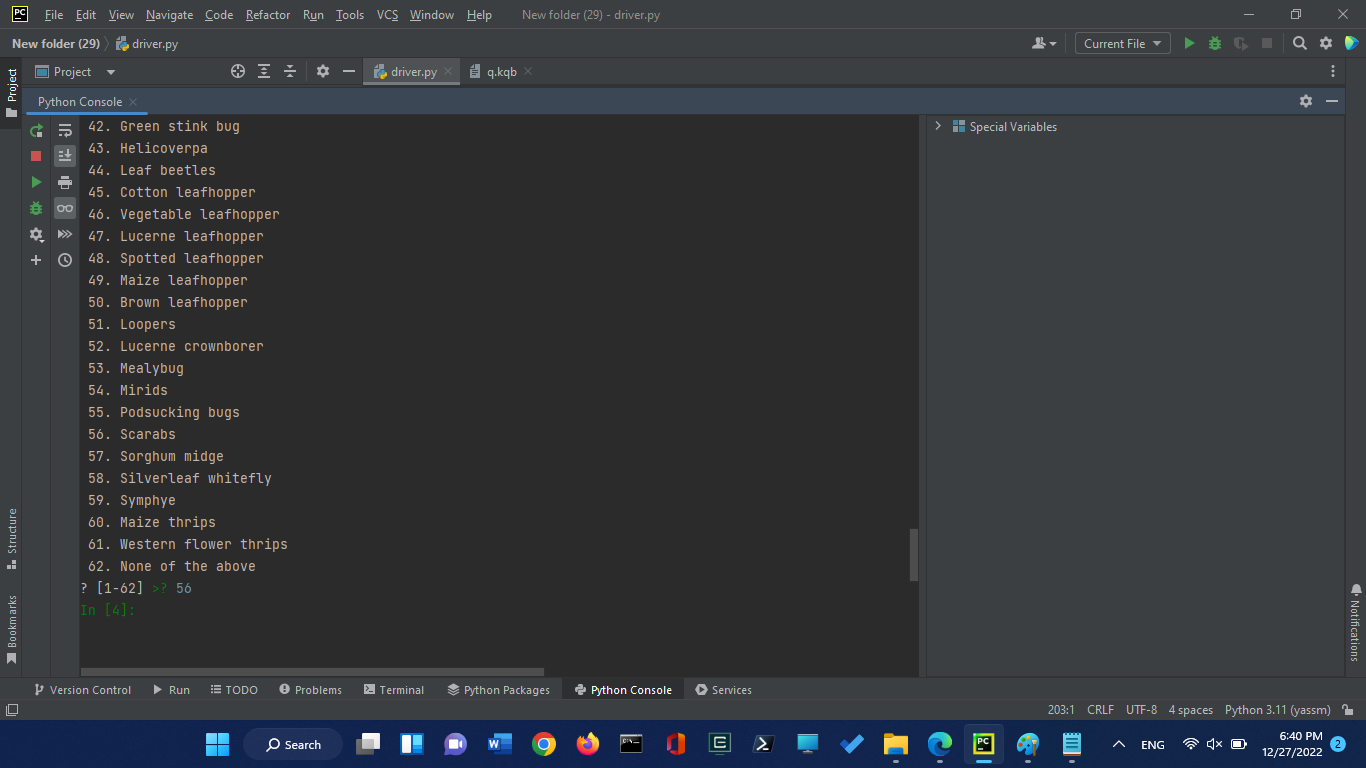 PC File Edit View Navigate Code Refactor Run Tools VCS Window Help New folder (29) - driver.py
New folder (29) driver.py Current File
Project
Project driver.py q.kqb
Python Console
42. Green stink bug
43. Helicoverpa
44. Leaf beetles
45. Cotton leafhopper
46. Vegetable leafhopper
47. Lucerne leafhopper
48. Spotted leafhopper
49. Maize leafhopper
50. Brown leafhopper
51. Loopers
52. Lucerne crownborer
53. Mealybug
54. Mirids
55. Podsucking bugs
56. Scarabs
57. Sorghum midge
58. Silverleaf whitefly
59. Symphye
60. Maize thrips
61. Western flower thrips
62. None of the above
? [1-62] >? 56
In [4]:
Special Variables
Structure
Bookmarks
Notifications
Version Control Run TODO Problems Terminal Python Packages Python Console Services
203:1 CRLF UTF-8 4 spaces Python 3.11 (yassm)
Search ENG 6:40 PM
12/27/2022 2